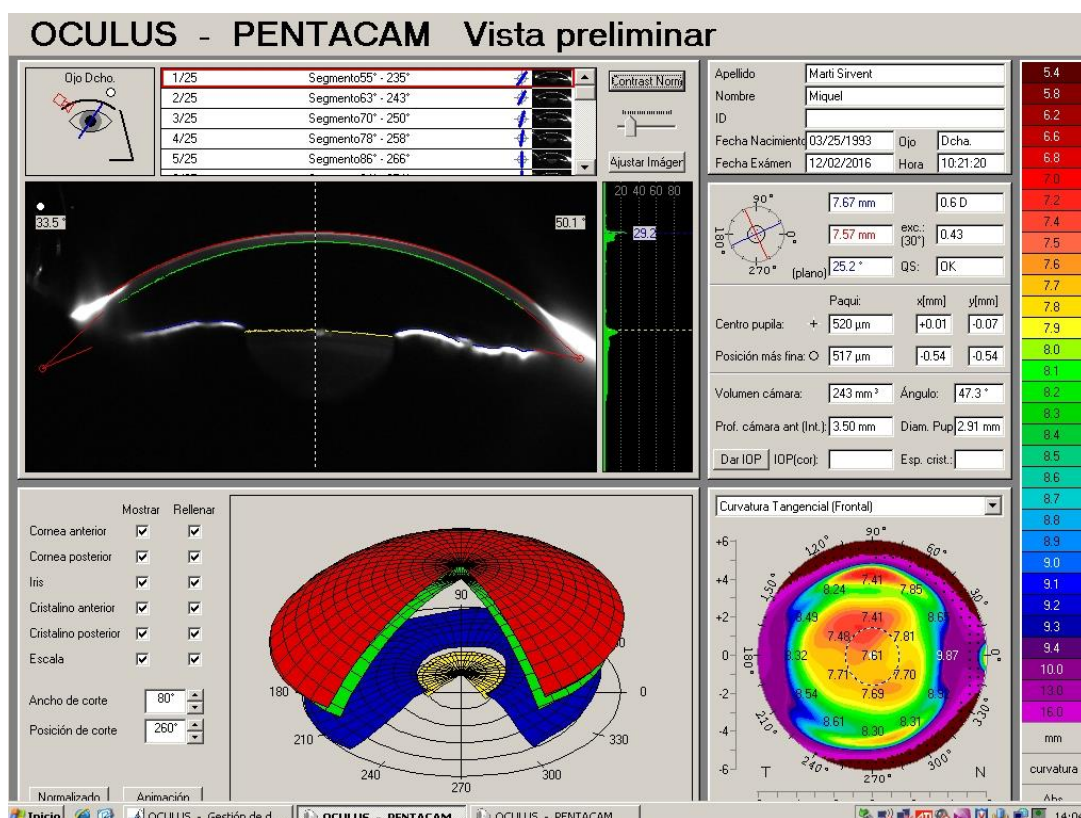 OCULUS - PENTACAM Vista preliminar
Ojo Dcho.
1/25 Segmento55° - 235°
2/25 Segmento63° - 243°
3/25 Segmento70° - 250°
4/25 Segmento78° - 258°
5/25 Segmento86° - 266°
Contrast Norm
Ajustar Imáger
33.5 °
50.1 °
20 40 60 80
29.2
Apellido Marti Sirvent
Nombre Miquel
ID
Fecha Nacimiento 03/25/1993 Ojo Dcha.
Fecha Exámen 12/02/2016 Hora 10:21:20
90°
180°
0°
270°
7.67 mm 0.6 D
7.57 mm exc.: (30°) 0.43
(plano) 25.2 ° QS: OK
Paqui: x[mm] y[mm]
Centro pupila: + 520 µm +0.01 -0.07
Posición más fina: O 517 µm -0.54 -0.54
Volumen cámara: 243 mm³ Ángulo: 47.3 °
Prof. cámara ant (Int.): 3.50 mm Diam. Pup 2.91 mm
Dar IOP IOP(cor): Esp. crist.:
5.4
5.8
6.2
6.6
6.8
7.0
7.2
7.4
7.5
7.6
7.7
7.8
7.9
8.0
8.1
8.2
8.3
8.4
8.5
8.6
8.7
8.8
8.9
9.0
9.1
9.2
9.3
9.4
10.0
13.0
16.0
mm
curvatura
Abs
Mostrar Rellenar
Cornea anterior
Cornea posterior
Iris
Cristalino anterior
Cristalino posterior
Escala
Ancho de corte 80°
Posición de corte 260°
Normalizado Animación
90
180
0
210
330
240
300
270
Curvatura Tangencial (Frontal)
90°
120° 60°
150° 30°
180° 0°
210° 330°
240° 300°
270°
+6
+4
+2
0
-2
-4
-6
7.41
8.24 7.85
8.49 7.41
7.48 7.81
8.32 7.61 9.87
7.71 7.70
8.54 7.69
8.61 8.30 8.31
T N
Inicio OCULUS - Gestión de d... OCULUS - PENTACAM OCULUS - PENTACAM 14:04